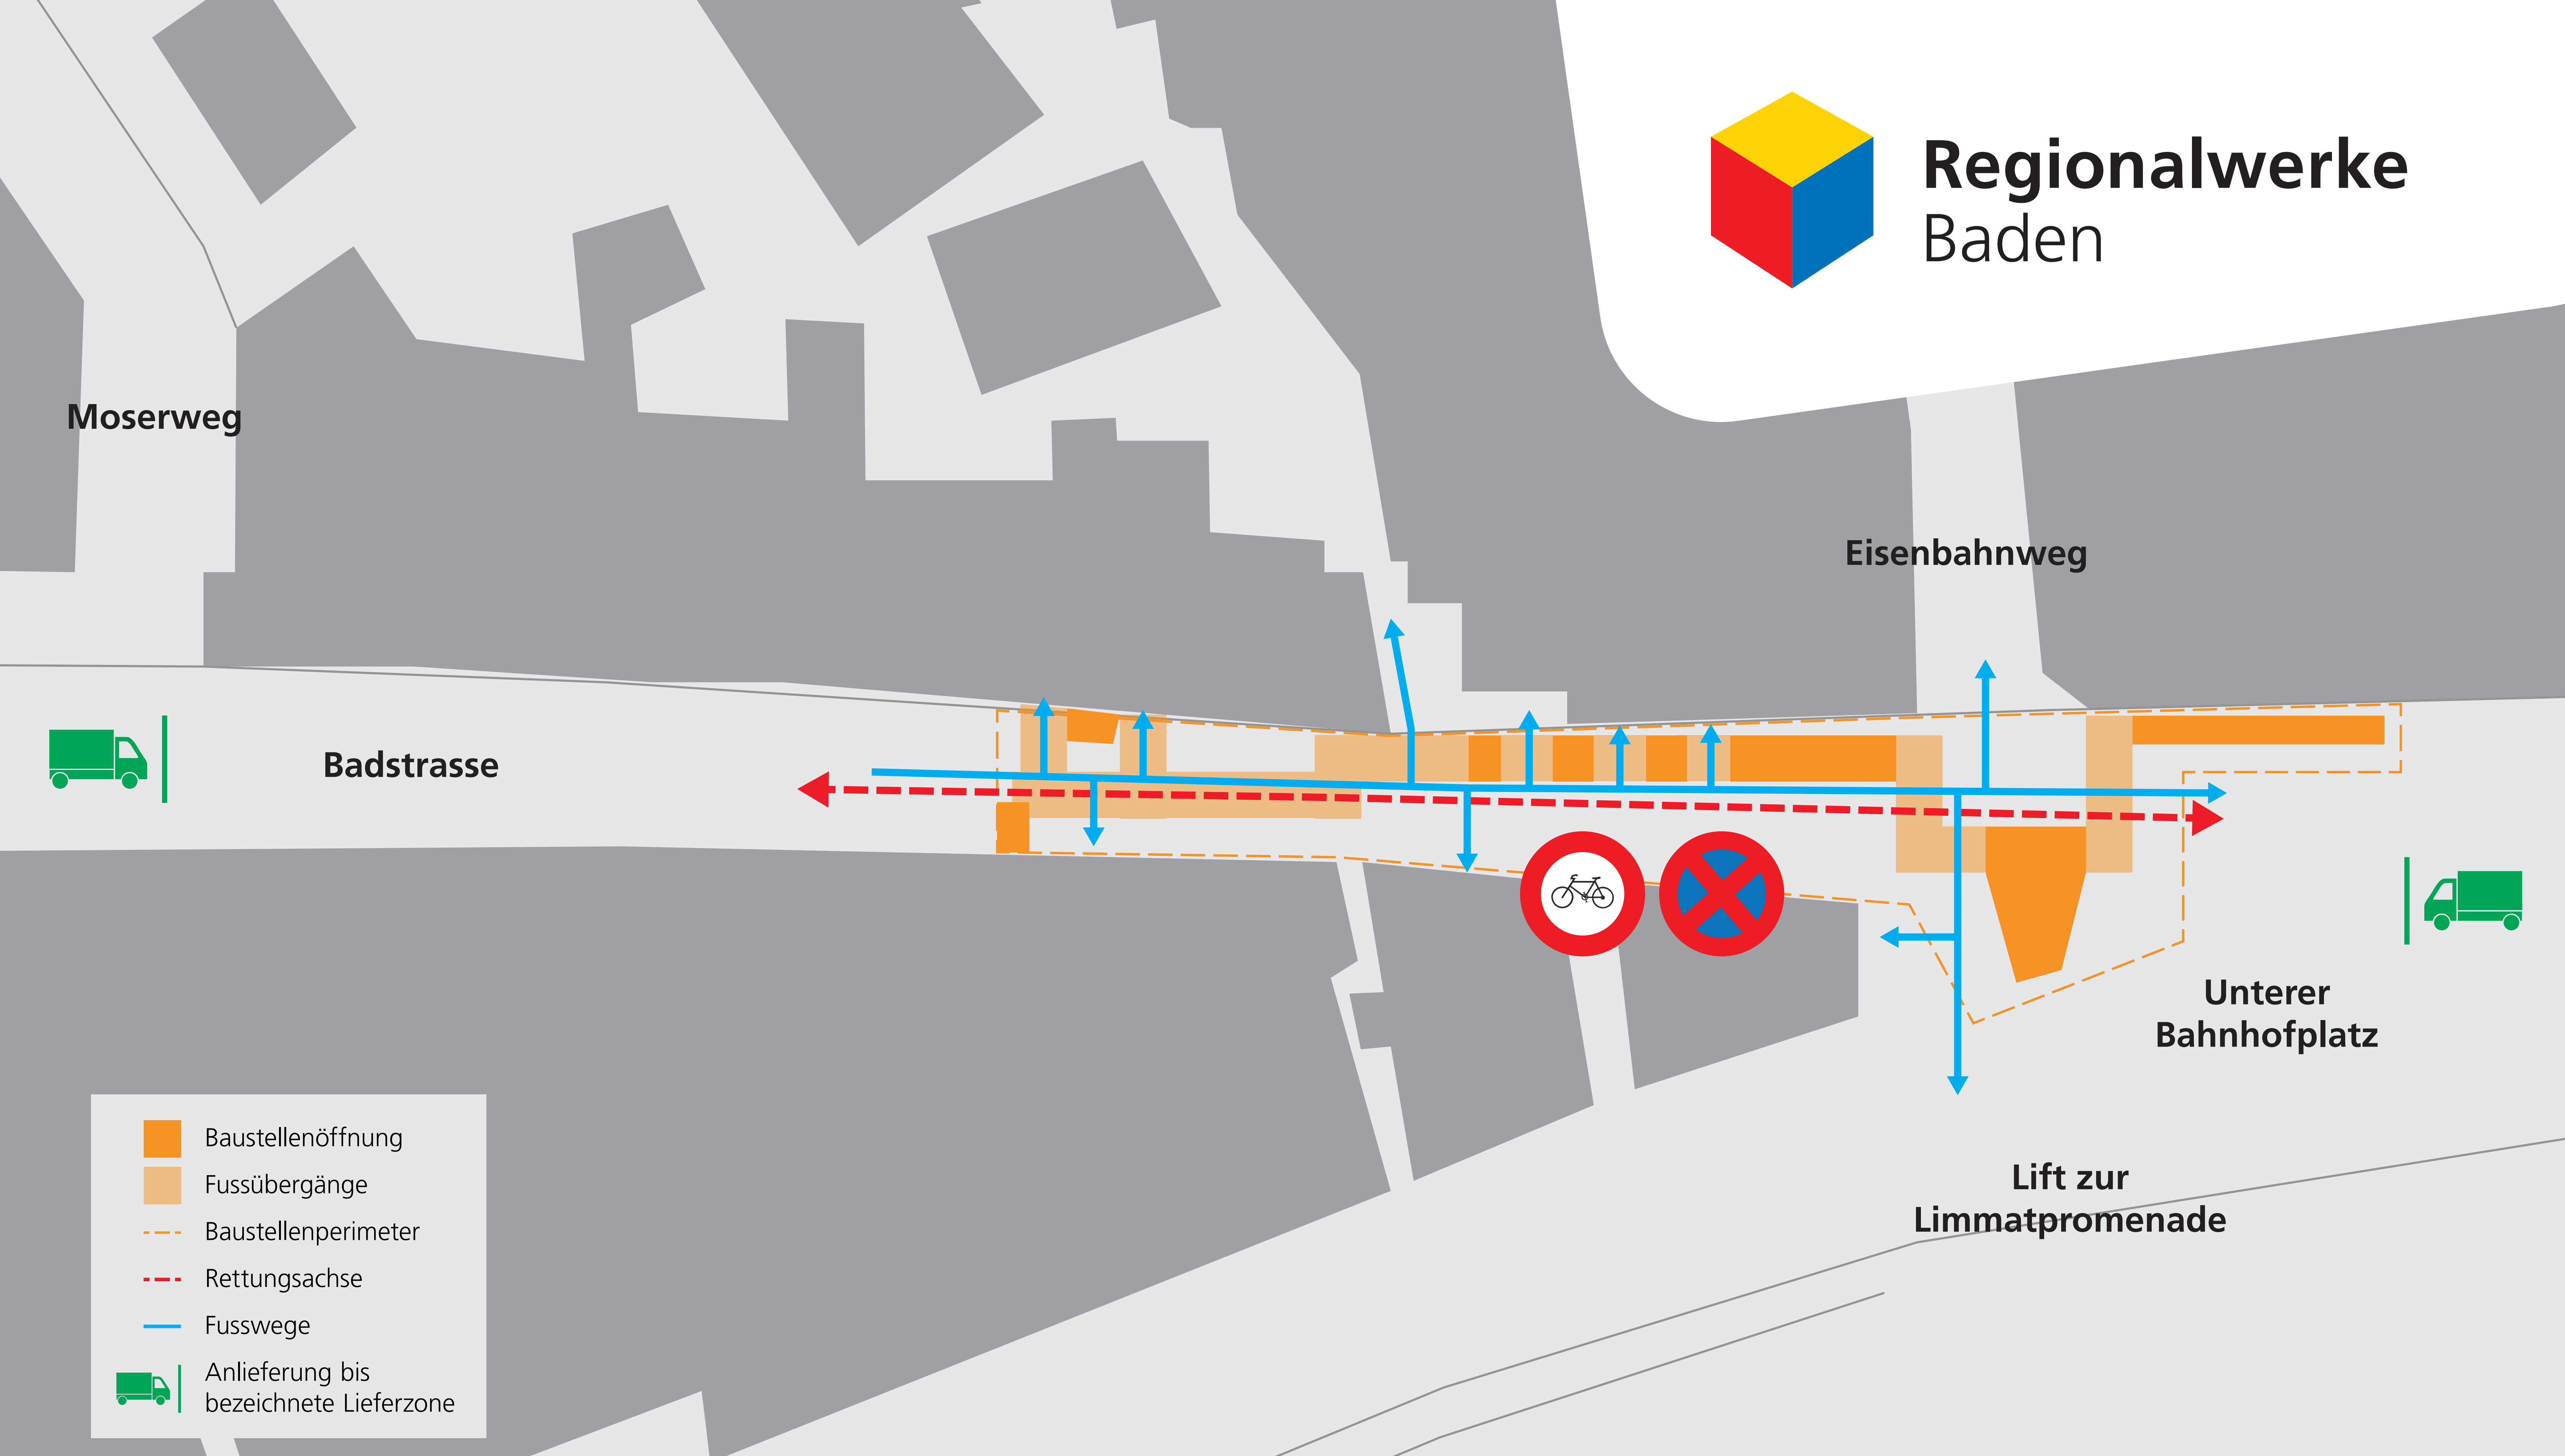 Regionalwerke
Baden
Moserweg
Eisenbahnweg
Badstrasse
Unterer
Bahnhofplatz
Lift zur
Limmatpromenade
Baustellenöffnung
Fussübergänge
Baustellenperimeter
Rettungsachse
Fusswege
Anlieferung bis
bezeichnete Lieferzone